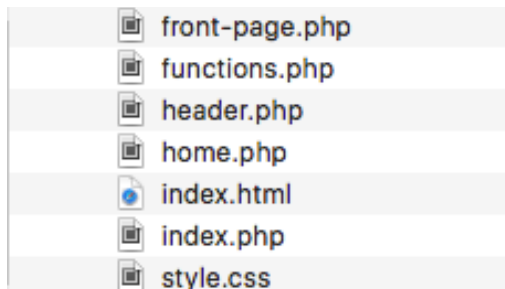 front-page.php
functions.php
header.php
home.php
index.html
index.php
style.css